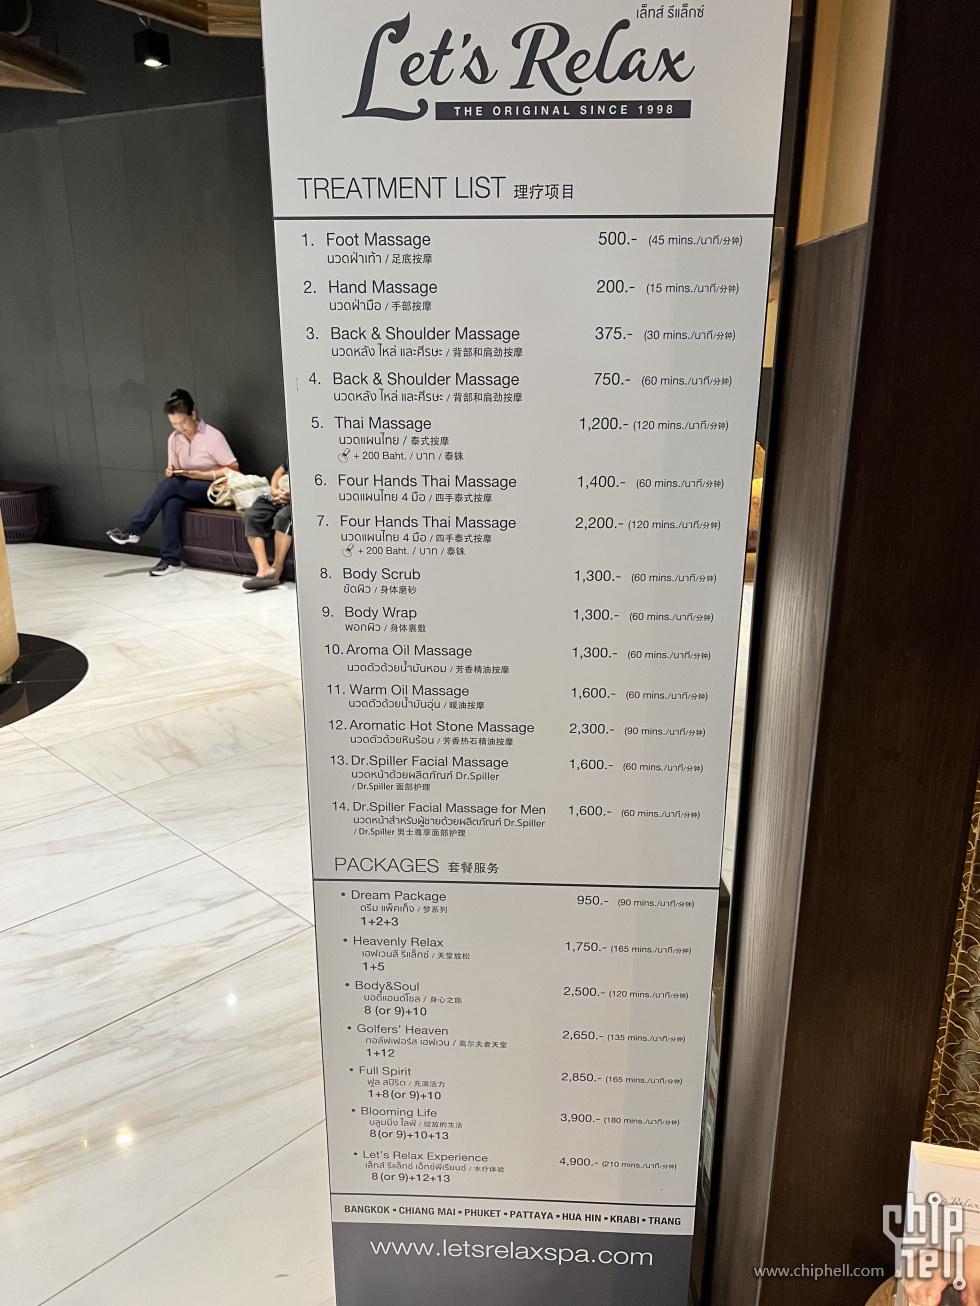 เล็ทส์ รีแล็กซ์
Let's Relax
THE ORIGINAL SINCE 1998
TREATMENT LIST 理疗项目
1. Foot Massage 500.- (45 mins./นาที/分钟)
นวดฝ่าเท้า / 足底按摩
2. Hand Massage 200.- (15 mins./นาที/分钟)
นวดฝ่ามือ / 手部按摩
3. Back & Shoulder Massage 375.- (30 mins./นาที/分钟)
นวดหลัง ไหล่ และศีรษะ / 背部和肩劲按摩
4. Back & Shoulder Massage 750.- (60 mins./นาที/分钟)
นวดหลัง ไหล่ และศีรษะ / 背部和肩劲按摩
5. Thai Massage 1,200.- (120 mins./นาที/分钟)
นวดแผนไทย / 泰式按摩
+ 200 Baht. / บาท / 泰铢
6. Four Hands Thai Massage 1,400.- (60 mins./นาที/分钟)
นวดแผนไทย 4 มือ / 四手泰式按摩
7. Four Hands Thai Massage 2,200.- (120 mins./นาที/分钟)
นวดแผนไทย 4 มือ / 四手泰式按摩
+ 200 Baht. / บาท / 泰铢
8. Body Scrub 1,300.- (60 mins./นาที/分钟)
ขัดผิว / 身体磨砂
9. Body Wrap 1,300.- (60 mins./นาที/分钟)
พอกผิว / 身体裹敷
10. Aroma Oil Massage 1,300.- (60 mins./นาที/分钟)
นวดตัวด้วยน้ำมันหอม / 芳香精油按摩
11. Warm Oil Massage 1,600.- (60 mins./นาที/分钟)
นวดตัวด้วยน้ำมันอุ่น / 暖油按摩
12. Aromatic Hot Stone Massage 2,300.- (90 mins./นาที/分钟)
นวดตัวด้วยหินร้อน / 芳香热石精油按摩
13. Dr.Spiller Facial Massage 1,600.- (60 mins./นาที/分钟)
นวดหน้าด้วยผลิตภัณฑ์ Dr.Spiller
/ Dr.Spiller 面部护理
14. Dr.Spiller Facial Massage for Men 1,600.- (60 mins./นาที/分钟)
นวดหน้าสำหรับผู้ชายด้วยผลิตภัณฑ์ Dr.Spiller
/ Dr.Spiller 男士尊享面部护理
PACKAGES 套餐服务
• Dream Package 950.- (90 mins./นาที/分钟)
ดรีม แพ็คเก็จ / 梦系列
1+2+3
• Heavenly Relax 1,750.- (165 mins./นาที/分钟)
เฮฟเวนลี รีแล็กซ์ / 天堂放松
1+5
• Body&Soul 2,500.- (120 mins./นาที/分钟)
บอดี้แอนด์โซล / 身心之旅
8 (or 9)+10
• Golfers' Heaven 2,650.- (135 mins./นาที/分钟)
กอล์ฟเฟอร์ส เฮฟเวน / 高尔夫者天堂
1+12
• Full Spirit 2,850.- (165 mins./นาที/分钟)
ฟูล สปิริต / 充满活力
1+8 (or 9)+10
• Blooming Life 3,900.- (180 mins./นาที/分钟)
บลูมมิ่ง ไลฟ์ / 绽放的生活
8 (or 9)+10+13
• Let's Relax Experience 4,900.- (210 mins./นาที/分钟)
เล็ทส์ รีแล็กซ์ เอ็กซ์พีเรียนซ์ / 水疗体验
8 (or 9)+12+13
BANGKOK • CHIANG MAI • PHUKET • PATTAYA • HUA HIN • KRABI • TRANG
www.letsrelaxspa.com
Relax
www.chiphell.com
chip hell